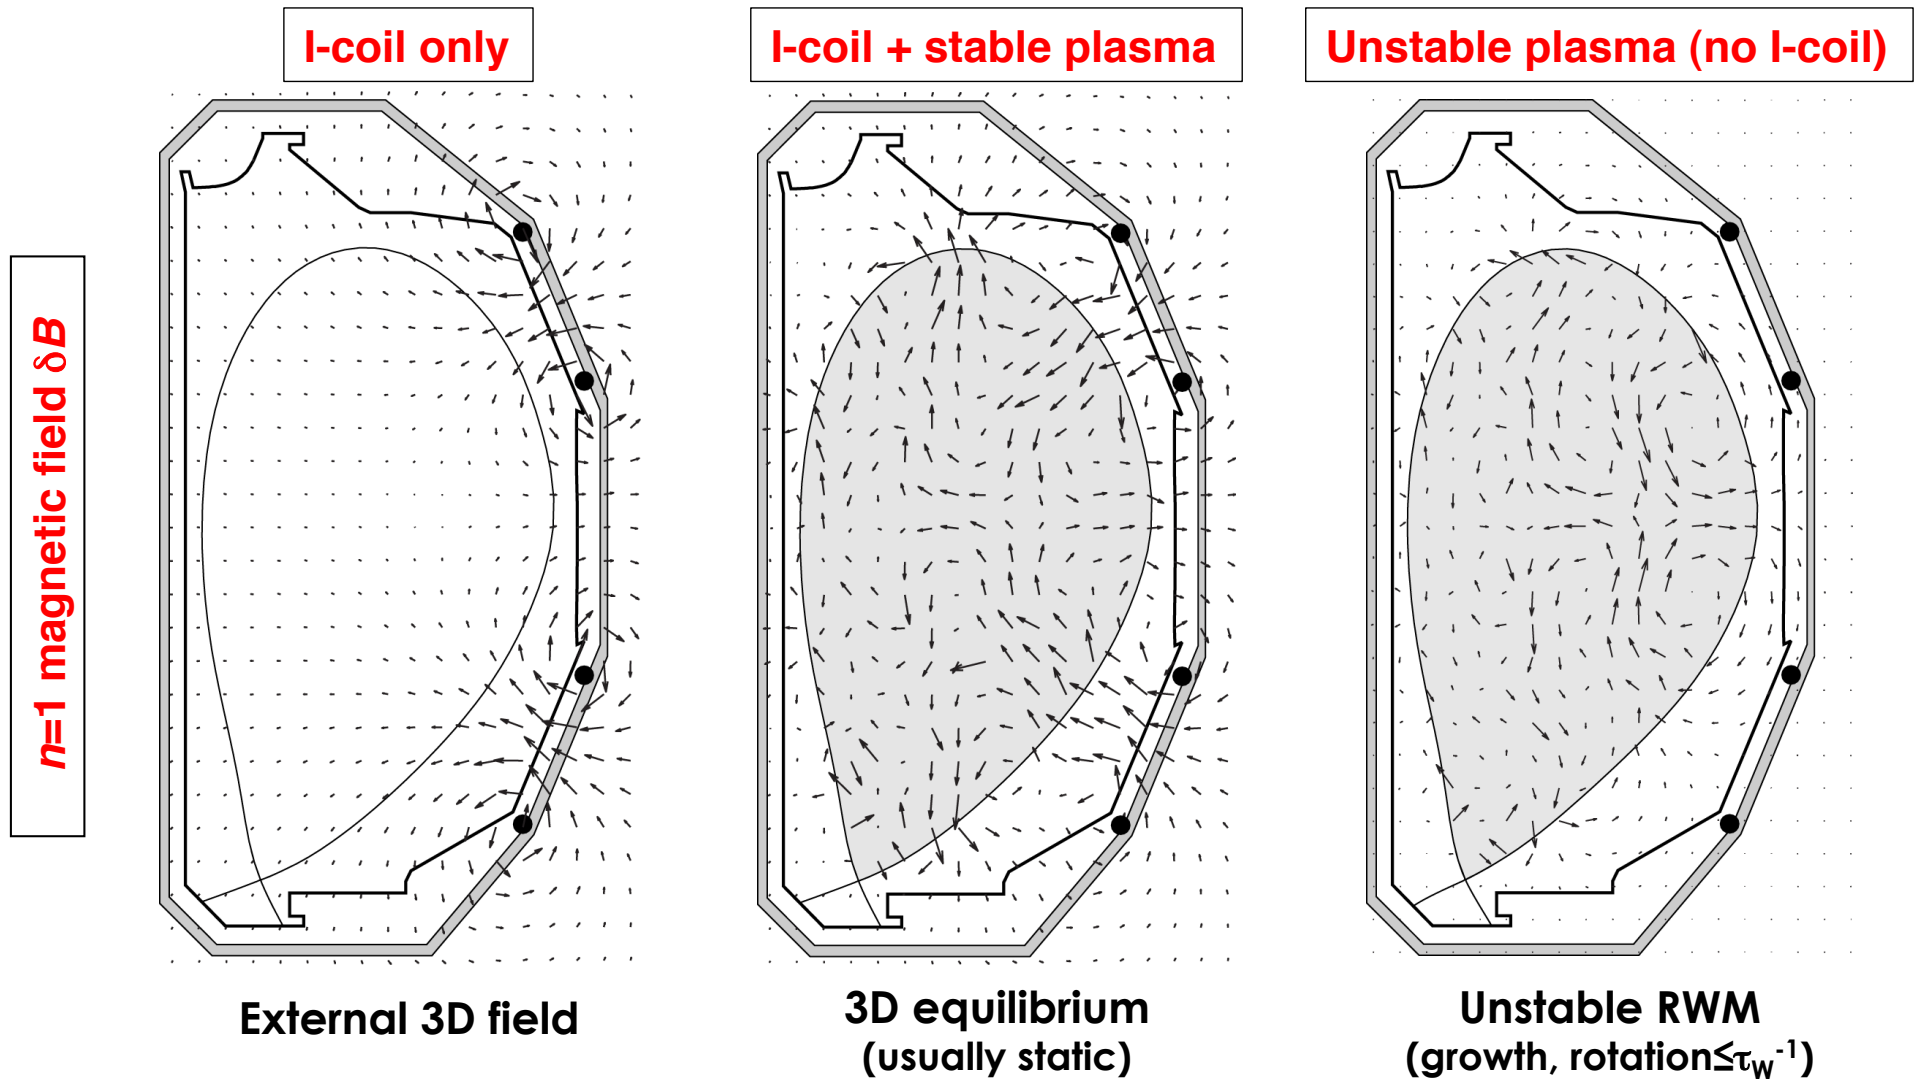 I-coil only
I-coil + stable plasma
Unstable plasma (no I-coil)
n=1 magnetic field δB
External 3D field
3D equilibrium
(usually static)
Unstable RWM
(growth, rotation≤τW-1)